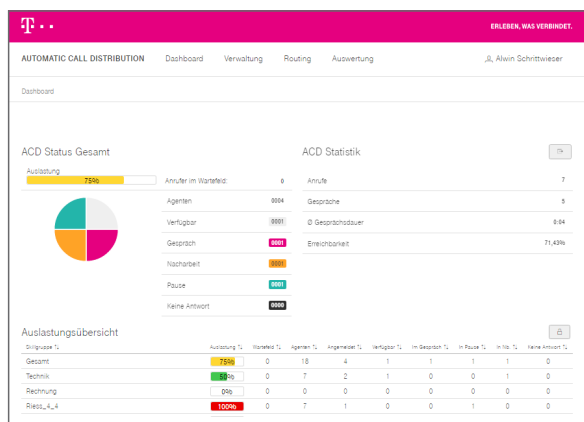 T
ERLEBEN, WAS VERBINDET.
AUTOMATIC CALL DISTRIBUTION Dashboard Verwaltung Routing Auswertung Alwin Schrittwieser
Dashboard
ACD Status Gesamt
Auslastung
75%
Anrufer im Wartefeld: 0
Agenten 0004
Verfügbar 0001
Gespräch 0001
Nacharbeit 0001
Pause 0001
Keine Antwort 0000
ACD Statistik
Anrufe 7
Gespräche 5
Ø Gesprächsdauer 0:04
Erreichbarkeit 71,43%
Auslastungsübersicht
Skillgruppe Auslastung Wartefeld Agenten Angemeldet Verfügbar Im Gespräch In Pause In Na. Keine Antwort
Gesamt 75% 0 18 4 1 1 1 1 0
Technik 50% 0 7 2 1 0 0 1 0
Rechnung 0% 0 0 0 0 0 0 0 0
Riess_4_4 100% 0 7 1 0 0 1 0 0